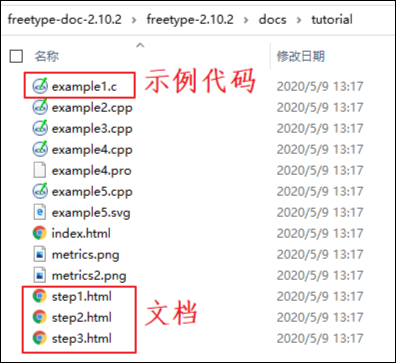 freetype-doc-2.10.2 > freetype-2.10.2 > docs > tutorial
名称 修改日期
example1.c 示例代码 2020/5/9 13:17
example2.cpp 2020/5/9 13:17
example3.cpp 2020/5/9 13:17
example4.cpp 2020/5/9 13:17
example4.pro 2020/5/9 13:17
example5.cpp 2020/5/9 13:17
example5.svg 2020/5/9 13:17
index.html 2020/5/9 13:17
metrics.png 2020/5/9 13:17
metrics2.png 2020/5/9 13:17
step1.html 2020/5/9 13:17
step2.html 文档 2020/5/9 13:17
step3.html 2020/5/9 13:17